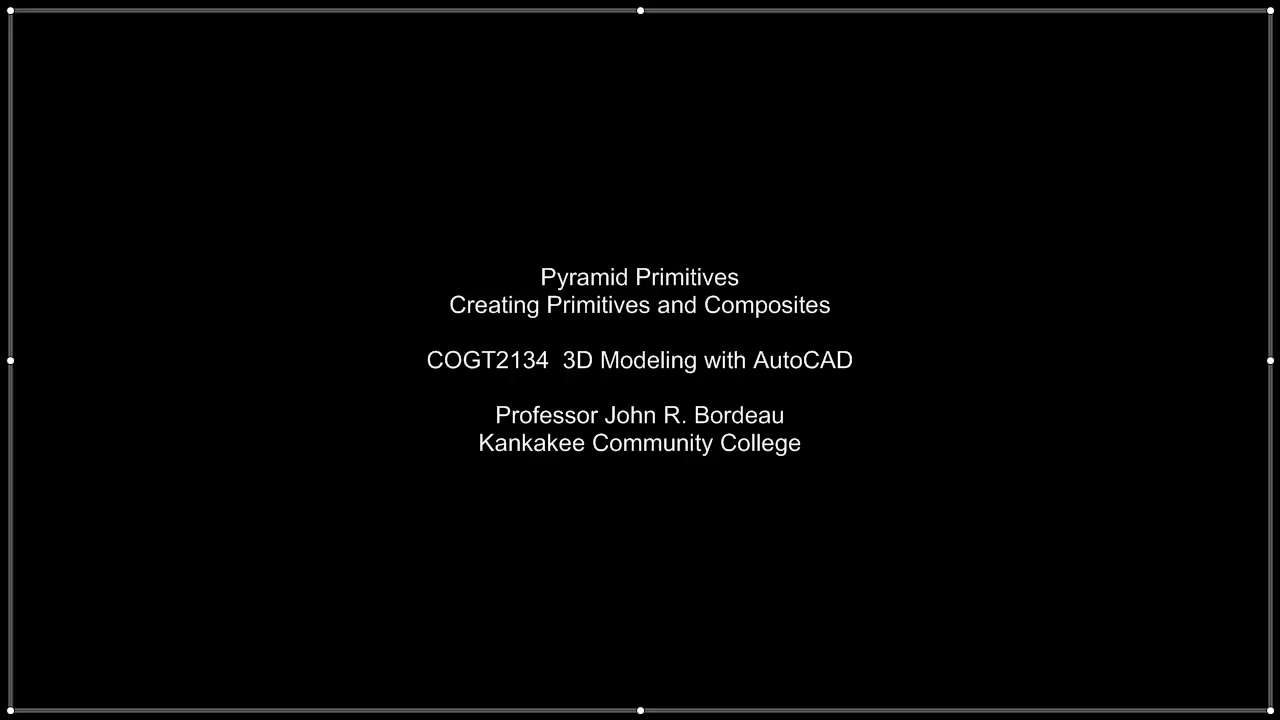 Pyramid Primitives
Creating Primitives and Composites
COGT2134  3D Modeling with AutoCAD
Professor John R. Bordeau
Kankakee Community College